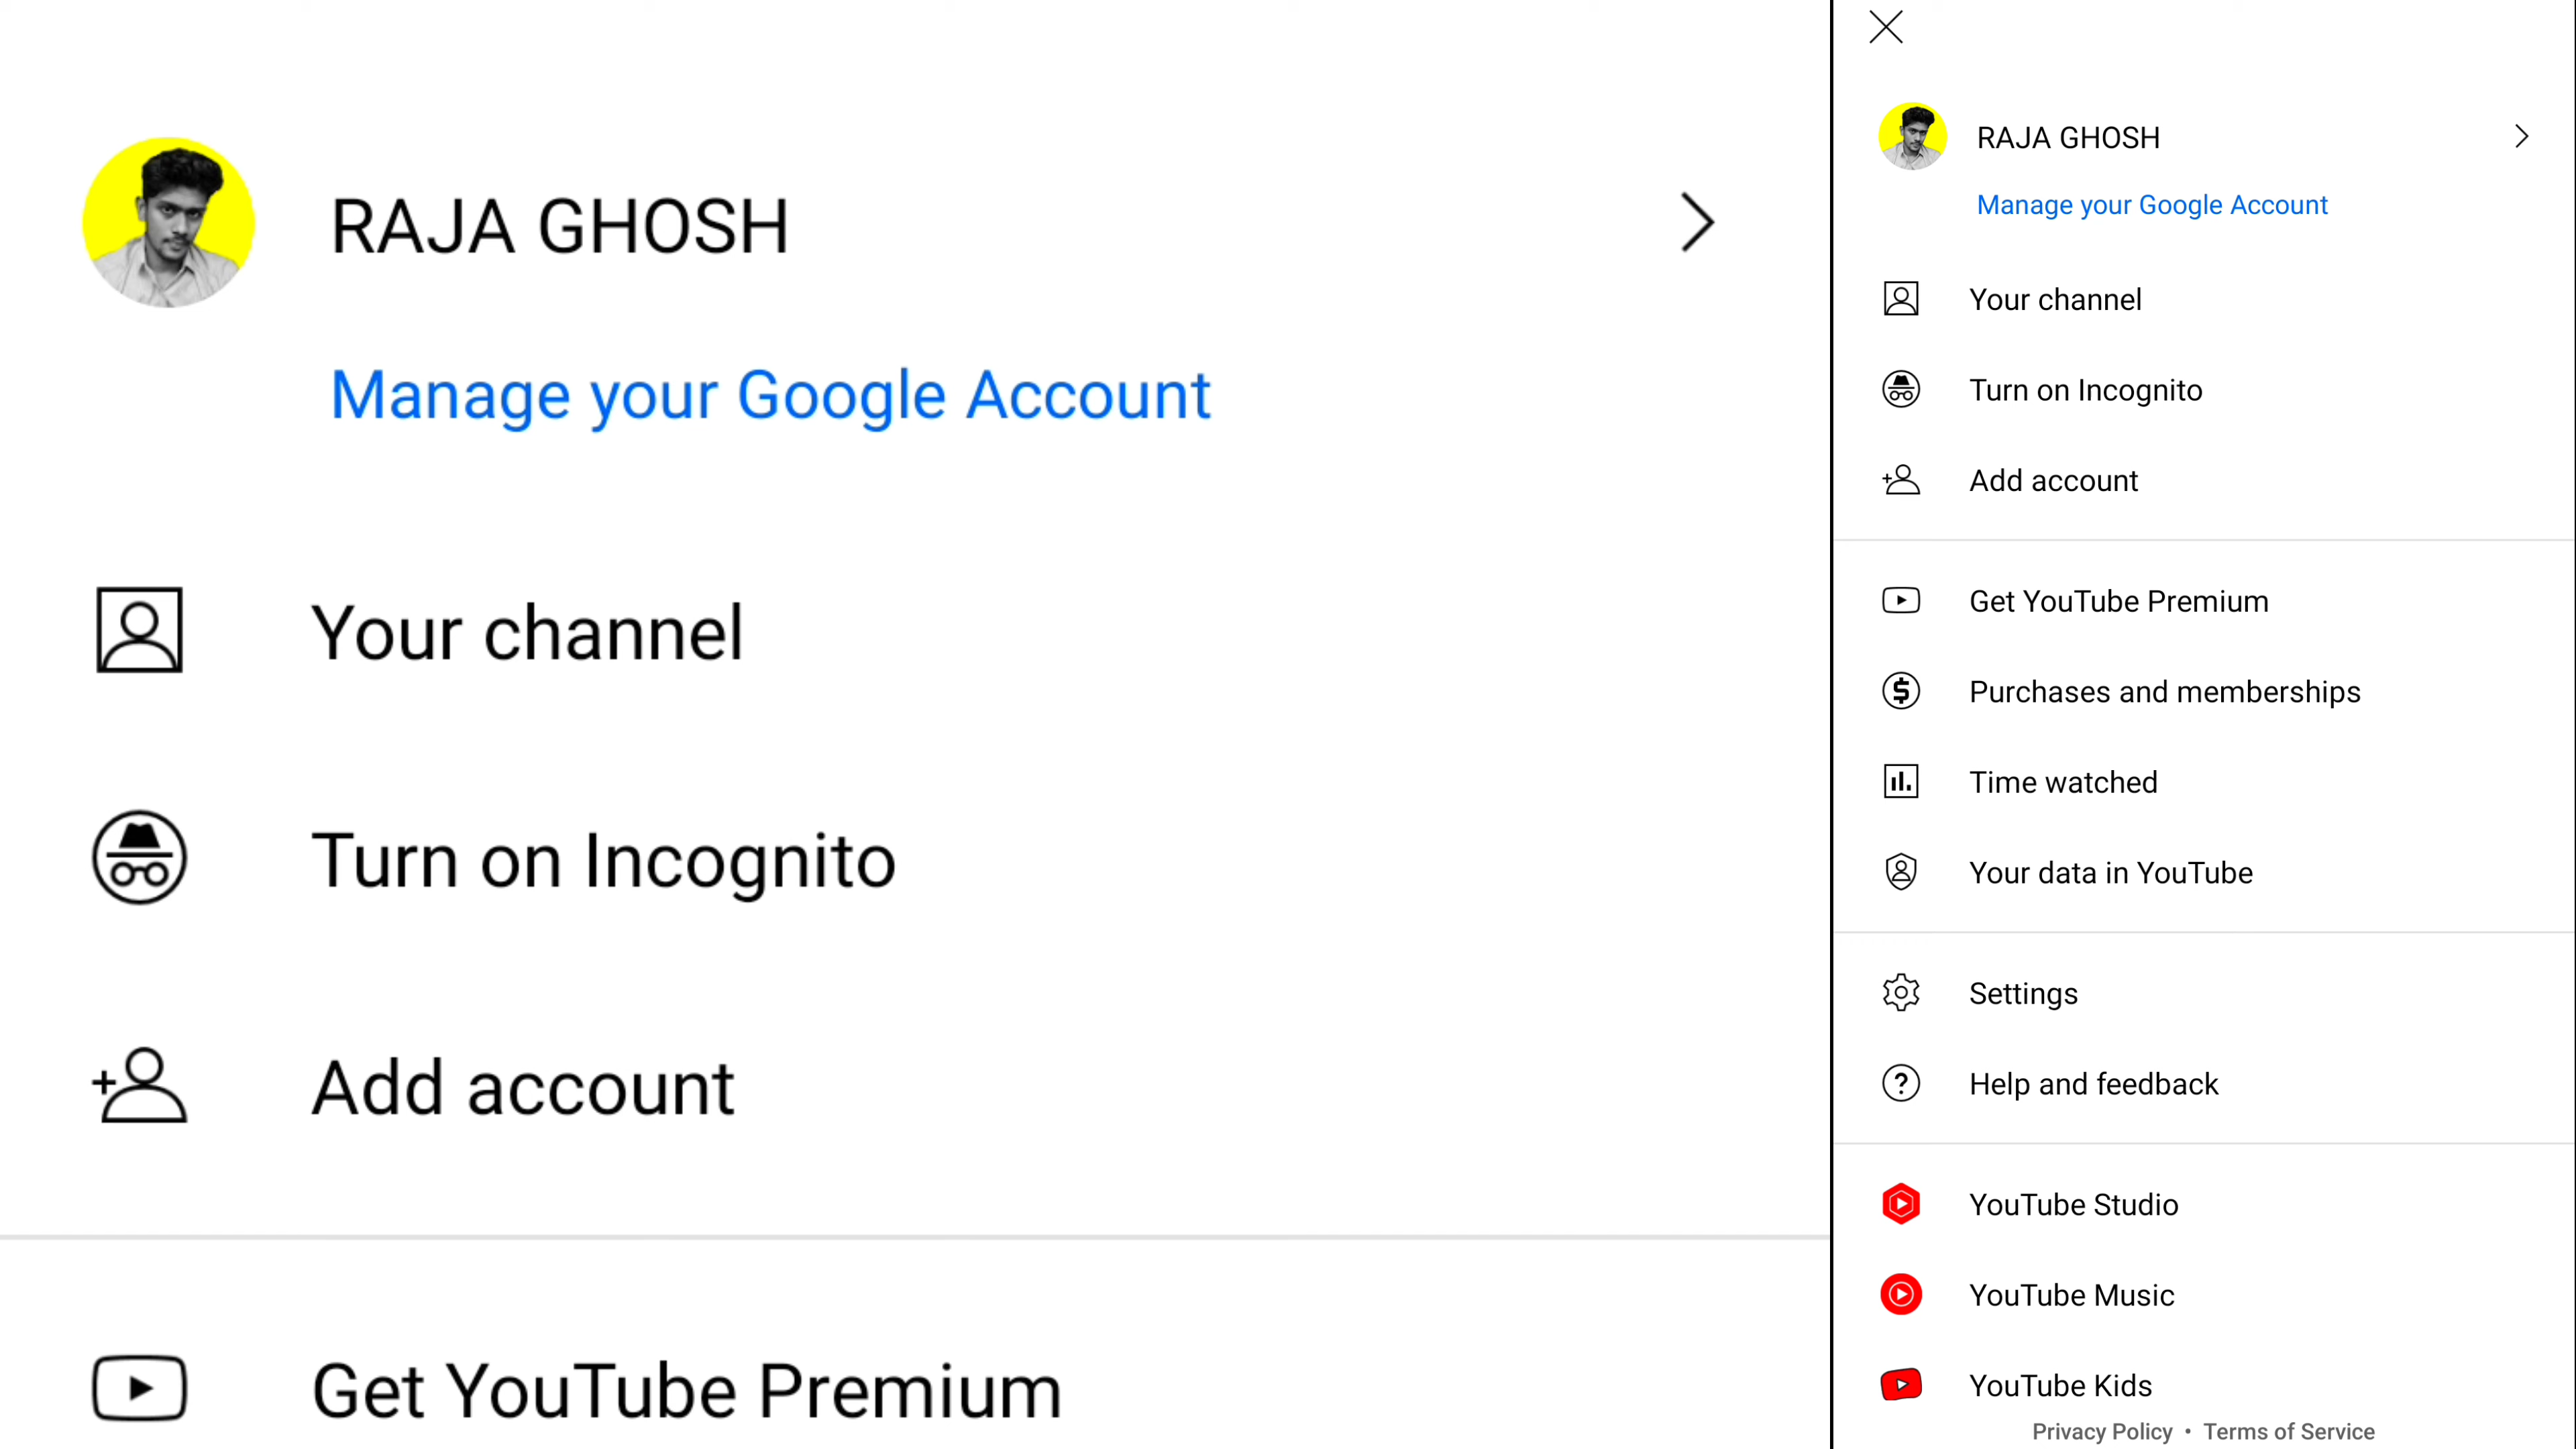 RAJA GHOSH
Manage your Google Account
Your channel
Turn on Incognito
Add account
Get YouTube Premium
RAJA GHOSH
Manage your Google Account
Your channel
Turn on Incognito
Add account
Get YouTube Premium
Purchases and memberships
Time watched
Your data in YouTube
Settings
Help and feedback
YouTube Studio
YouTube Music
YouTube Kids
Privacy Policy • Terms of Service